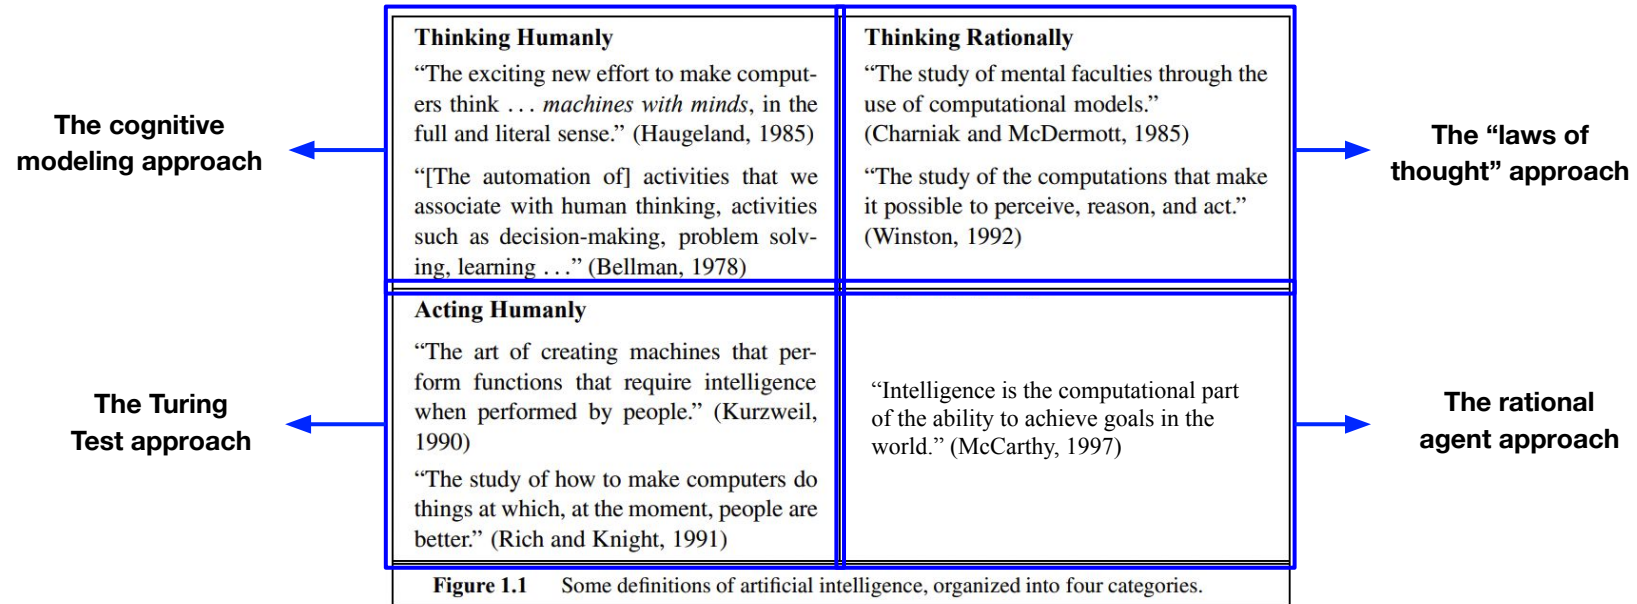 The cognitive
modeling approach
Thinking Humanly
“The exciting new effort to make comput-
ers think . . . machines with minds, in the
full and literal sense.” (Haugeland, 1985)
“[The automation of] activities that we
associate with human thinking, activities
such as decision-making, problem solv-
ing, learning . . .” (Bellman, 1978)
Thinking Rationally
“The study of mental faculties through the
use of computational models.”
(Charniak and McDermott, 1985)
“The study of the computations that make
it possible to perceive, reason, and act.”
(Winston, 1992)
The “laws of
thought” approach
The Turing
Test approach
Acting Humanly
“The art of creating machines that per-
form functions that require intelligence
when performed by people.” (Kurzweil,
1990)
“The study of how to make computers do
things at which, at the moment, people are
better.” (Rich and Knight, 1991)
“Intelligence is the computational part
of the ability to achieve goals in the
world.” (McCarthy, 1997)
The rational
agent approach
Figure 1.1 Some definitions of artificial intelligence, organized into four categories.